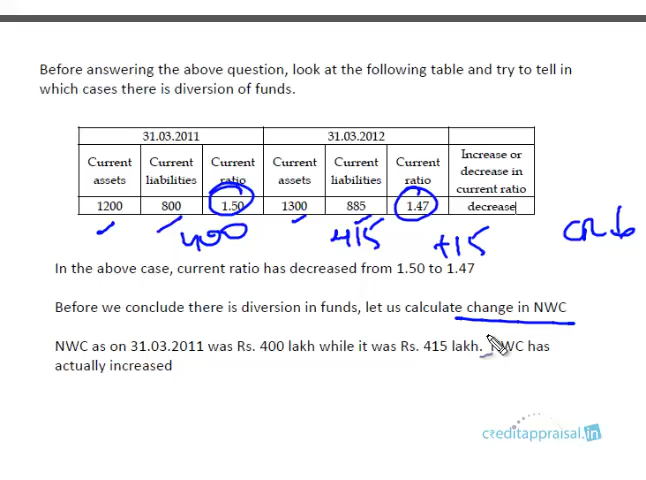 Before answering the above question, look at the following table and try to tell in
which cases there is diversion of funds.
31.03.2011 31.03.2012
Current assets Current liabilities Current ratio Current assets Current liabilities Current ratio Increase or decrease in current ratio
1200 800 1.50 1300 885 1.47 decrease
400 415 +15 CR↓
In the above case, current ratio has decreased from 1.50 to 1.47
Before we conclude there is diversion in funds, let us calculate change in NWC
NWC as on 31.03.2011 was Rs. 400 lakh while it was Rs. 415 lakh. NWC has
actually increased
creditappraisal.in